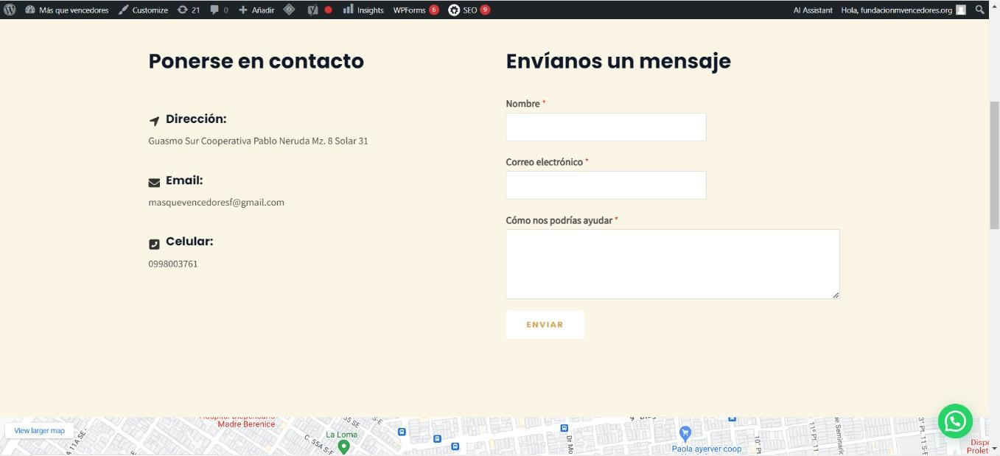 Más que vencedores Customize 21 0 Añadir Insights WPForms 6 SEO 9 AI Assistant Hola, fundacionmvencedores.org
Ponerse en contacto
Dirección:
Guasmo Sur Cooperativa Pablo Neruda Mz. 8 Solar 31
Email:
masquevencedoresf@gmail.com
Celular:
0998003761
Envíanos un mensaje
Nombre *
Correo electrónico *
Cómo nos podrías ayudar *
ENVIAR
View larger map
Madre Berenice
La Loma
C. 55A S
Paola ayerver coop